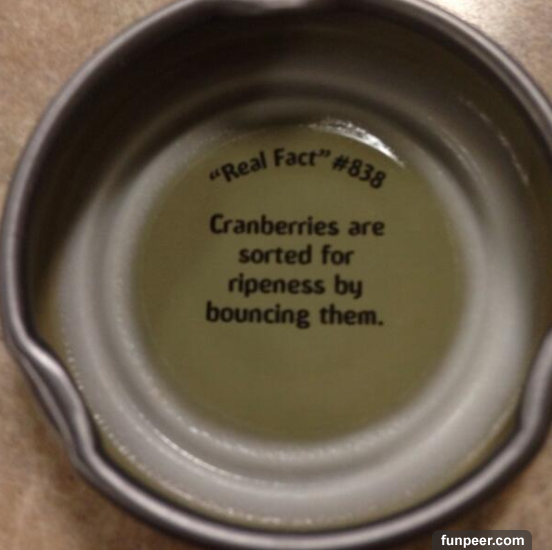 “Real Fact” #838
Cranberries are
sorted for
ripeness by
bouncing them.
funpeer.com